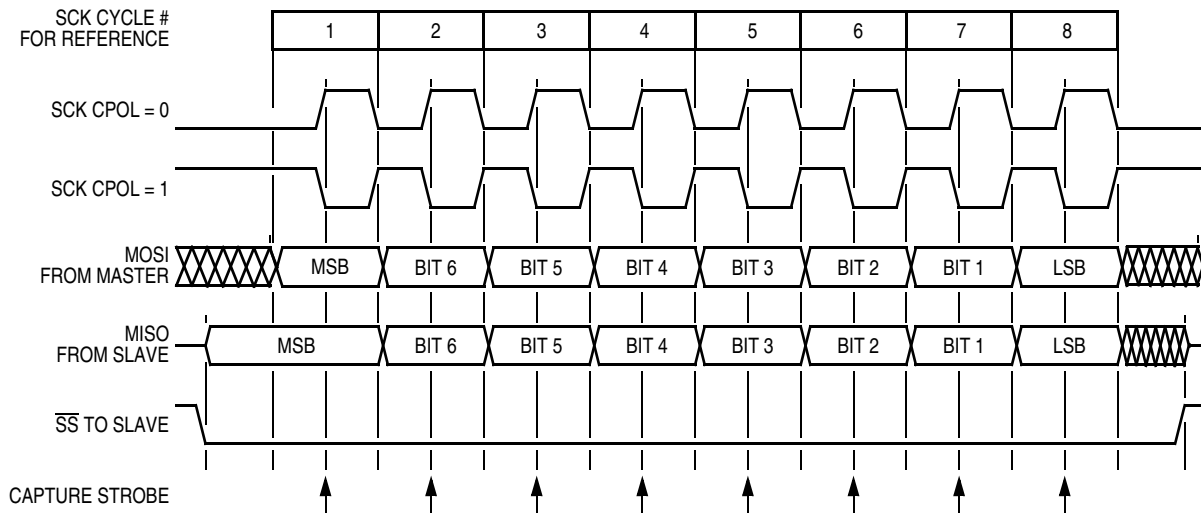 SCK CYCLE #
FOR REFERENCE
1 2 3 4 5 6 7 8
SCK CPOL = 0
SCK CPOL = 1
MOSI
FROM MASTER
MSB BIT 6 BIT 5 BIT 4 BIT 3 BIT 2 BIT 1 LSB
MISO
FROM SLAVE
MSB BIT 6 BIT 5 BIT 4 BIT 3 BIT 2 BIT 1 LSB
S̅S̅ TO SLAVE
CAPTURE STROBE